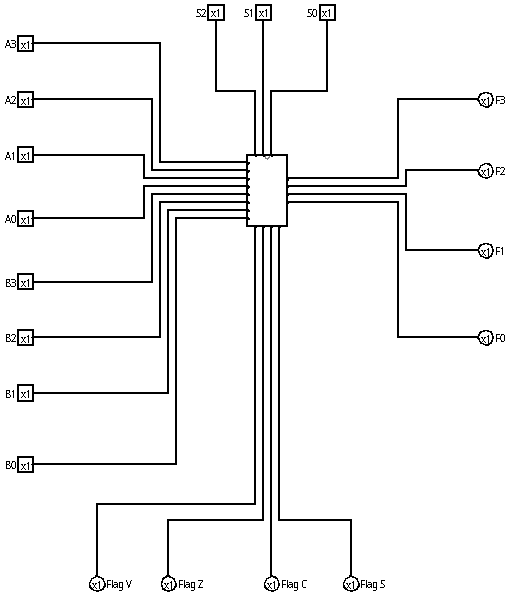 S2 x1 S1 x1 S0 x1
A3 x1
A2 x1 x1 F3
A1 x1 x1 F2
A0 x1
x1 F1
B3 x1
B2 x1 x1 F0
B1 x1
B0 x1
x1 Flag V x1 Flag Z x1 Flag C x1 Flag S